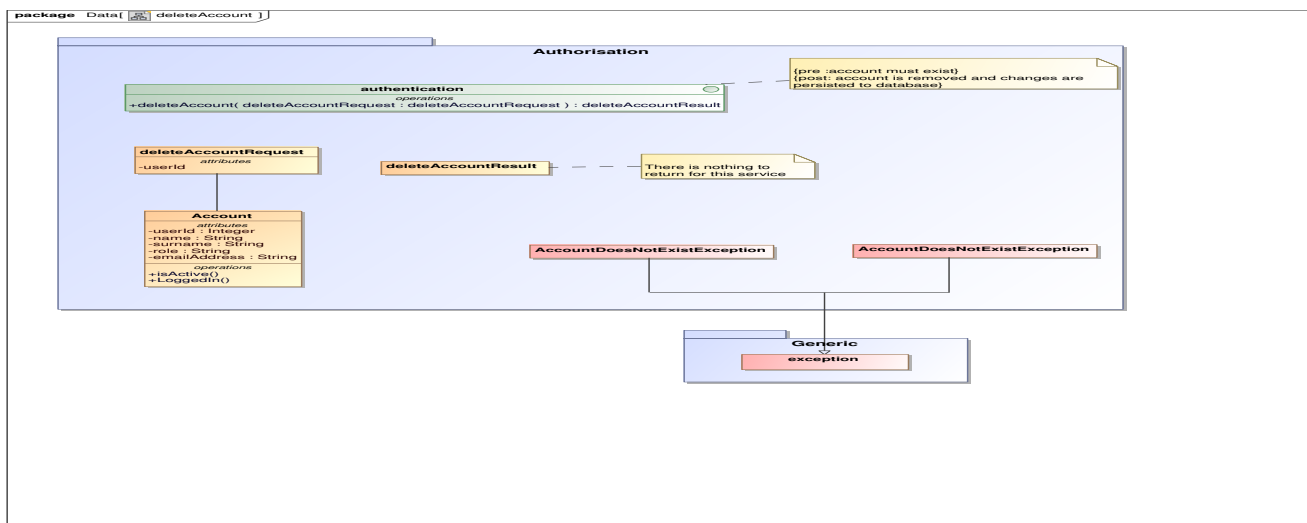 package Data[ deleteAccount ]
Authorisation
{pre :account must exist}
{post: account is removed and changes are
persisted to database}
authentication
operations
+deleteAccount( deleteAccountRequest : deleteAccountRequest ) : deleteAccountResult
deleteAccountRequest
attributes
-userId
deleteAccountResult
There is nothing to
return for this service
Account
attributes
-userId : Integer
-name : String
-surname : String
-role : String
-emailAddress : String
operations
+isActive()
+LoggedIn()
AccountDoesNotExistException
AccountDoesNotExistException
Generic
exception